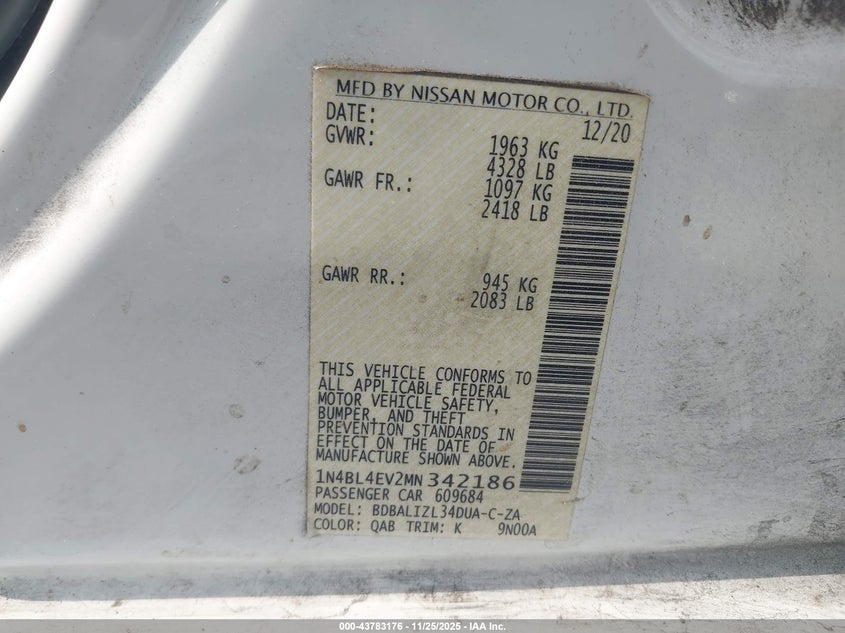 MFD BY NISSAN MOTOR CO., LTD.
DATE: 12/20
GVWR: 1963 KG
4328 LB
GAWR FR.: 1097 KG
2418 LB
GAWR RR.: 945 KG
2083 LB
THIS VEHICLE CONFORMS TO
ALL APPLICABLE FEDERAL
MOTOR VEHICLE SAFETY,
BUMPER, AND THEFT
PREVENTION STANDARDS IN
EFFECT ON THE DATE OF
MANUFACTURE SHOWN ABOVE.
1N4BL4EV2MN342186
PASSENGER CAR 609684
MODEL: BDBALIZL34DUA-C-ZA
COLOR: QAB TRIM: K 9N00A
000-43783176 - 11/25/2025 - IAA Inc.